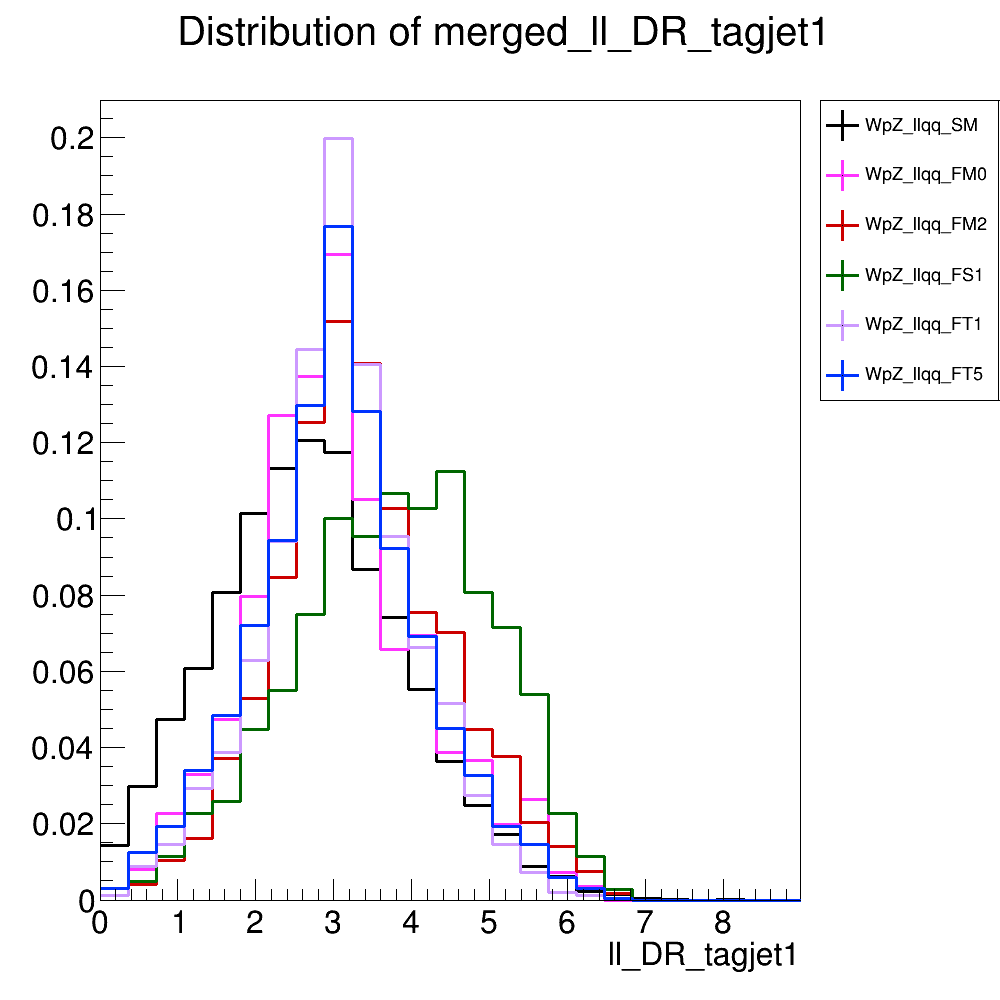 Distribution of merged_ll_DR_tagjet1
WpZ_llqq_SM
WpZ_llqq_FM0
WpZ_llqq_FM2
WpZ_llqq_FS1
WpZ_llqq_FT1
WpZ_llqq_FT5
0.2
0.18
0.16
0.14
0.12
0.1
0.08
0.06
0.04
0.02
0
0 1 2 3 4 5 6 7 8
ll_DR_tagjet1